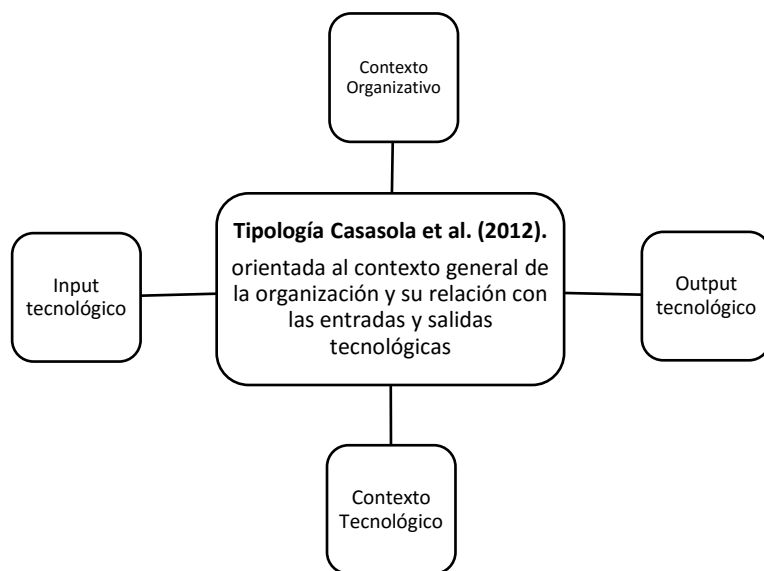 Contexto
Organizativo
Tipología Casasola et al. (2012).
orientada al contexto general de
la organización y su relación con
las entradas y salidas
tecnológicas
Input
tecnológico
Output
tecnológico
Contexto
Tecnológico